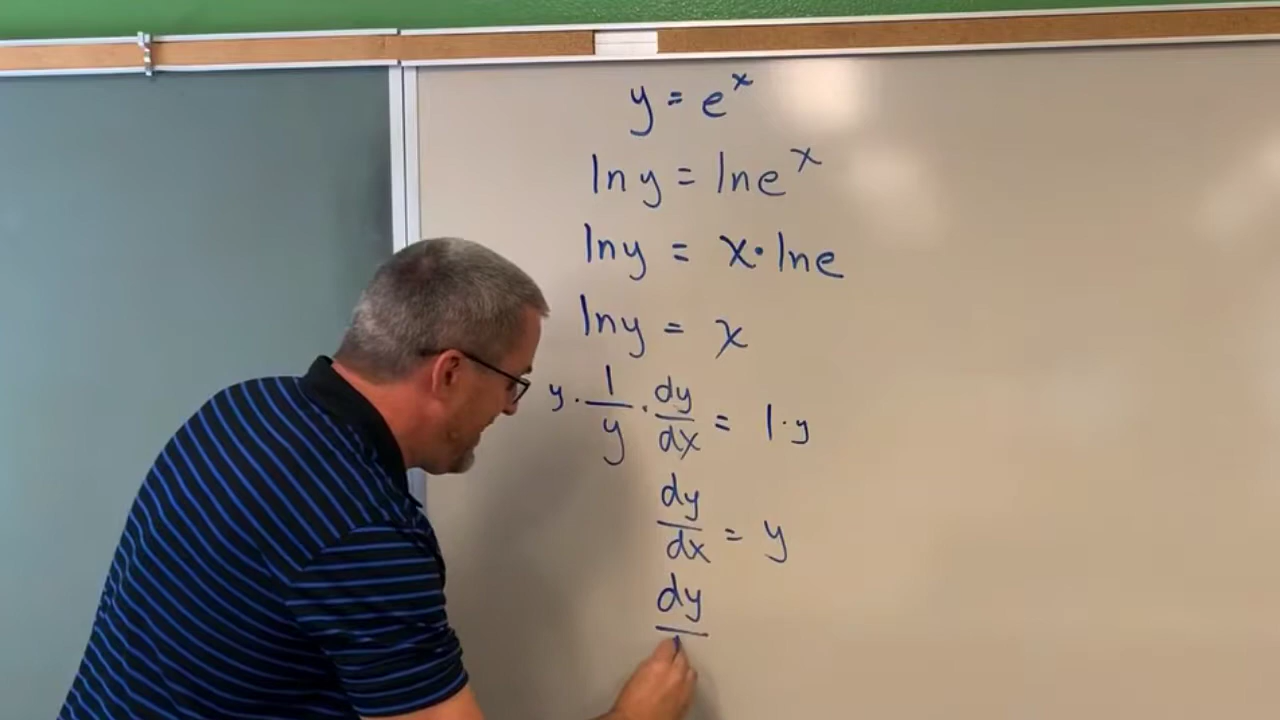 y = e^x
ln y = ln e^x
ln y = x · ln e
ln y = x
y · 1/y · dy/dx = 1 · y
dy/dx = y
dy